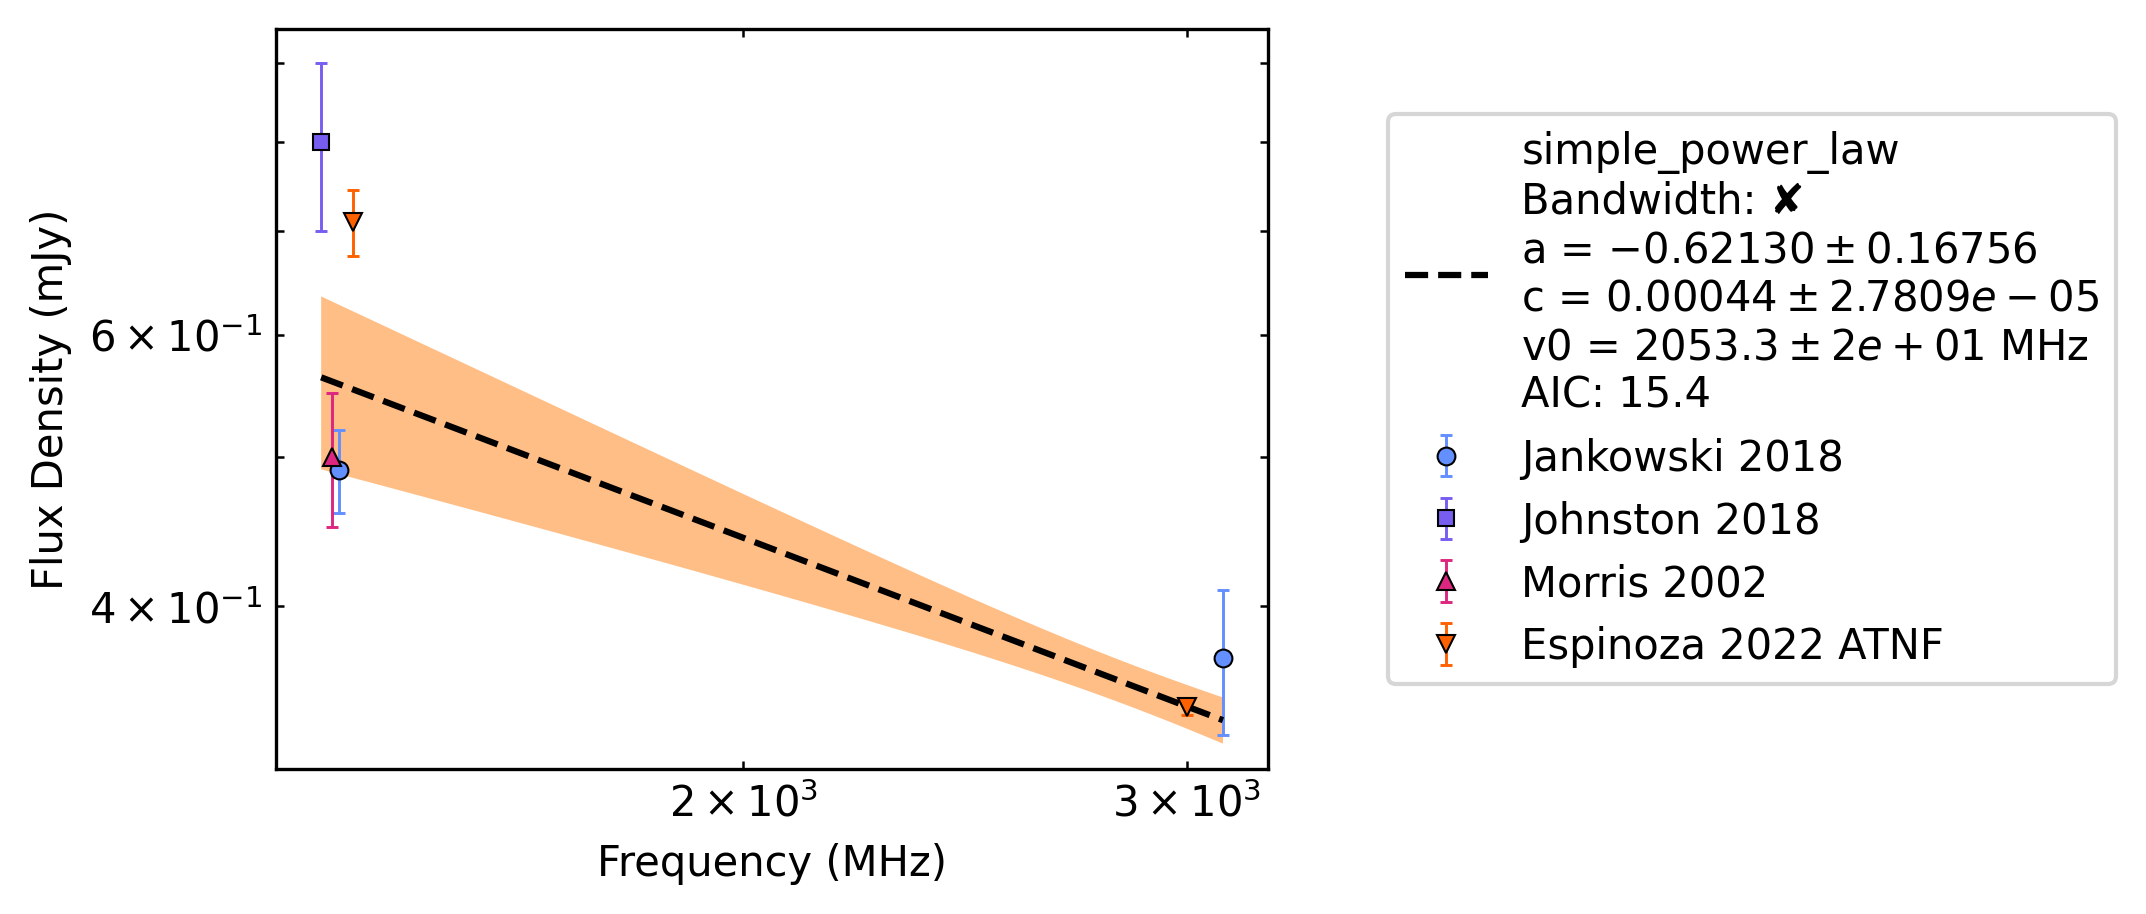 Flux Density (mJy)
6 × 10⁻¹
4 × 10⁻¹
2 × 10³
3 × 10³
Frequency (MHz)
simple_power_law
Bandwidth: ✘
a = −0.62130 ± 0.16756
c = 0.00044 ± 2.7809e − 05
v0 = 2053.3 ± 2e + 01 MHz
AIC: 15.4
Jankowski 2018
Johnston 2018
Morris 2002
Espinoza 2022 ATNF